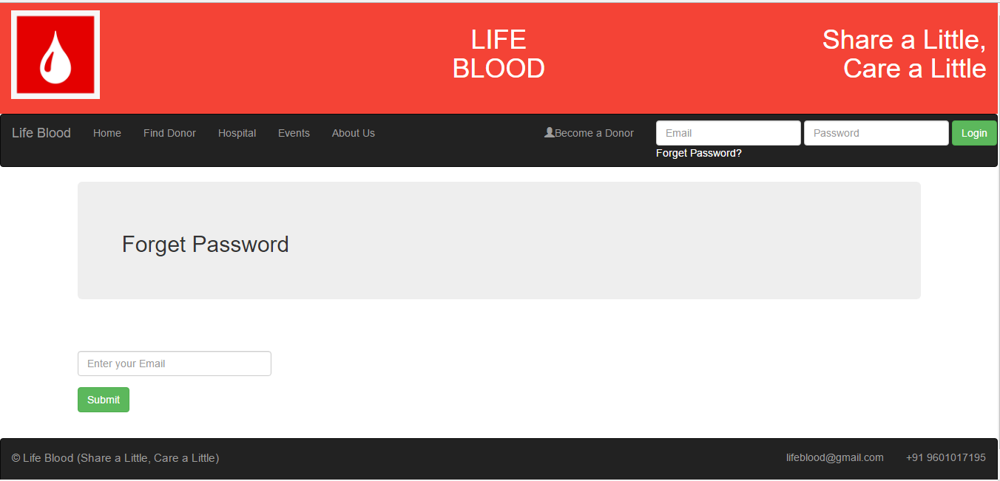 LIFE
BLOOD
Share a Little,
Care a Little
Life Blood Home Find Donor Hospital Events About Us Become a Donor Email Password Login
Forget Password?
Forget Password
Enter your Email
Submit
© Life Blood (Share a Little, Care a Little) lifeblood@gmail.com +91 9601017195